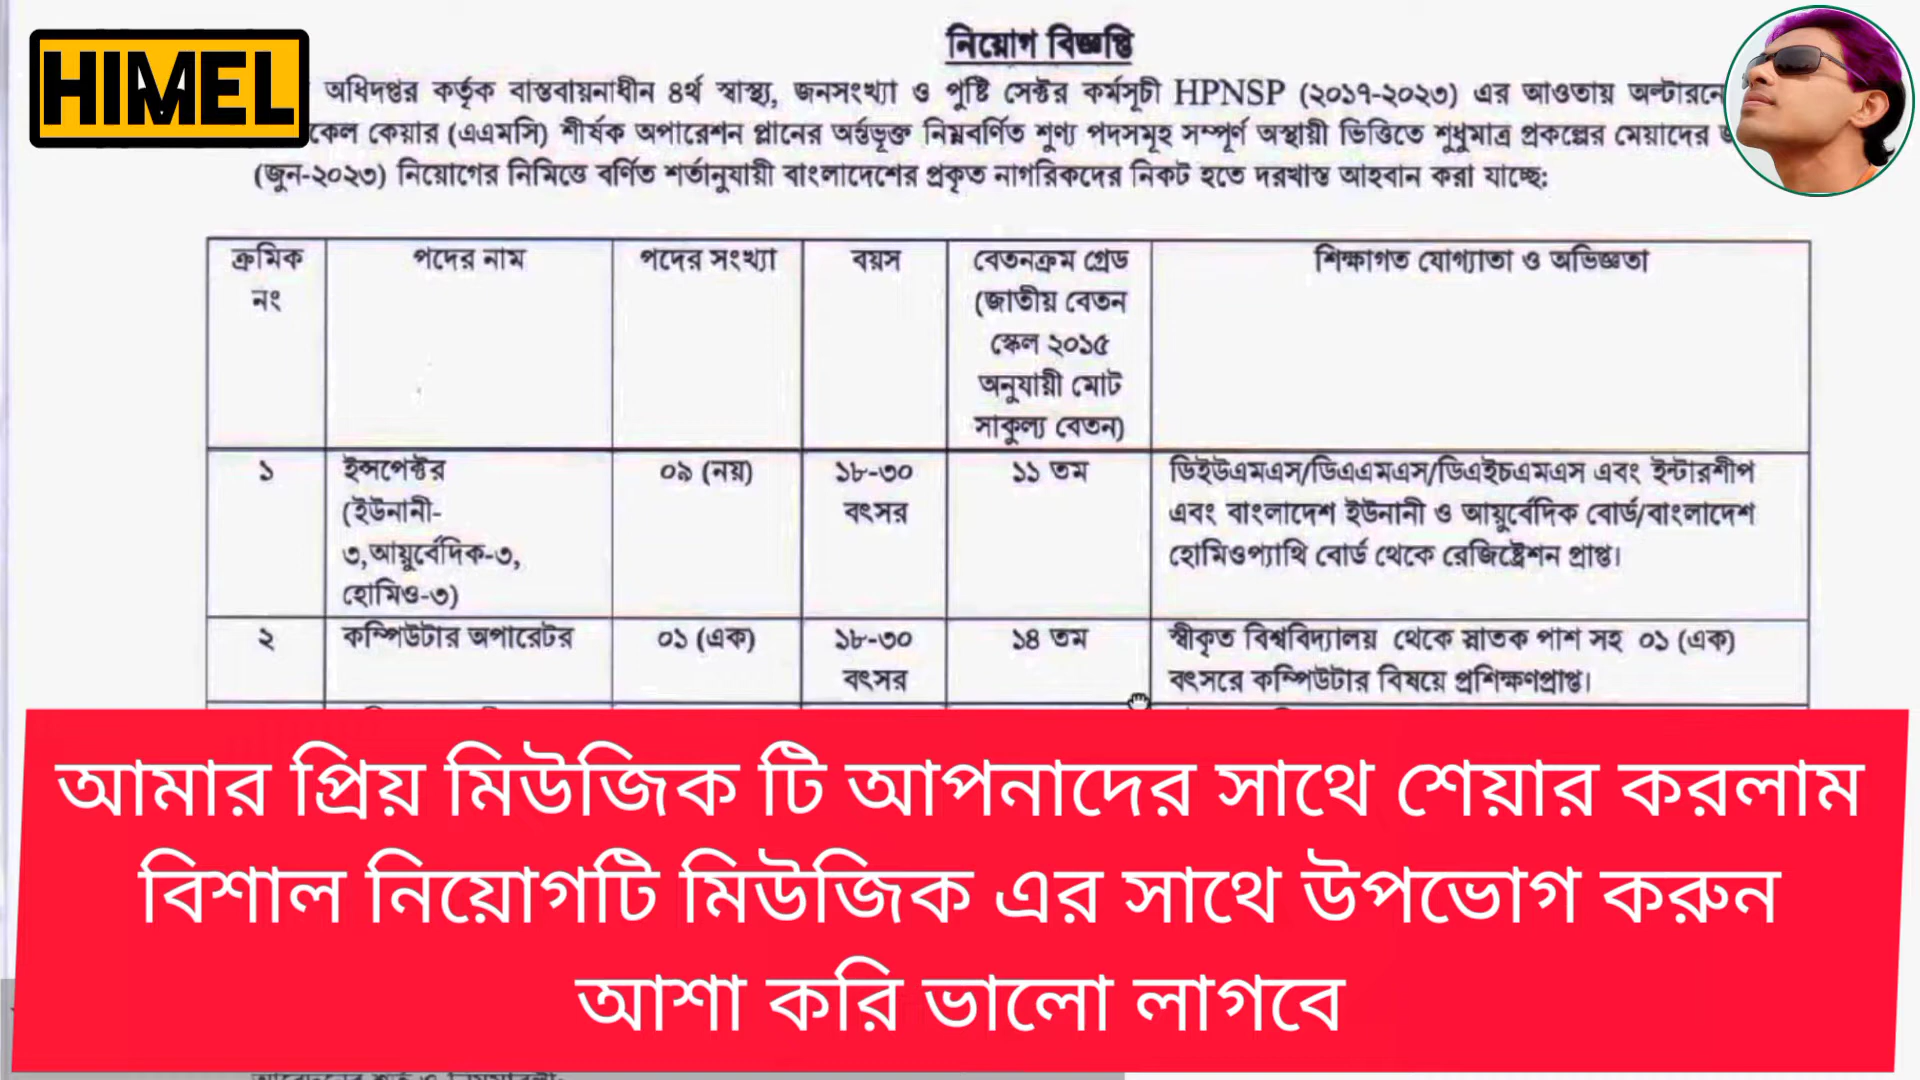 নিয়োগ বিজ্ঞপ্তি
HIMEL
অধিদপ্তর কর্তৃক বাস্তবায়নাধীন ৪র্থ স্বাস্থ্য, জনসংখ্যা ও পুষ্টি সেক্টর কর্মসূচী HPNSP (২০১৭-২০২৩) এর আওতায়
কেয়ার (এএমসি) শীর্ষক অপারেশন প্লানের অর্ন্তভূক্ত নিম্নবর্ণিত শুণ্য পদসমূহ সম্পূর্ণ অস্থায়ী ভিত্তিতে শুধুমাত্র প্রকল্পের মেয়াদের
(জুন-২০২৩) নিয়োগের নিমিত্তে বর্ণিত শর্তানুযায়ী বাংলাদেশের প্রকৃত নাগরিকদের নিকট হতে দরখাস্ত আহবান করা যাচ্ছে:
ক্রমিক নং
পদের নাম
পদের সংখ্যা
বয়স
বেতনক্রম গ্রেড
(জাতীয় বেতন
স্কেল ২০১৫
অনুযায়ী মোট
সাকুল্য বেতন)
শিক্ষাগত যোগ্যাতা ও অভিজ্ঞতা
১
ইন্সপেক্টর
(ইউনানী-
৩,আয়ুর্বেদিক-৩,
হোমিও-৩)
০৯ (নয়)
১৮-৩০
বৎসর
১১ তম
ডিইউএমএস/ডিএএমএস/ডিএইচএমএস এবং ইন্টারশীপ
এবং বাংলাদেশ ইউনানী ও আয়ুর্বেদিক বোর্ড/বাংলাদেশ
হোমিওপ্যাথি বোর্ড থেকে রেজিষ্ট্রেশন প্রাপ্ত।
২
কম্পিউটার অপারেটর
০১ (এক)
১৮-৩০
বৎসর
১৪ তম
স্বীকৃত বিশ্ববিদ্যালয় থেকে স্নাতক পাশ সহ ০১ (এক)
বৎসরে কম্পিউটার বিষয়ে প্রশিক্ষণপ্রাপ্ত।
আমার প্রিয় মিউজিক টি আপনাদের সাথে শেয়ার করলাম
বিশাল নিয়োগটি মিউজিক এর সাথে উপভোগ করুন
আশা করি ভালো লাগবে